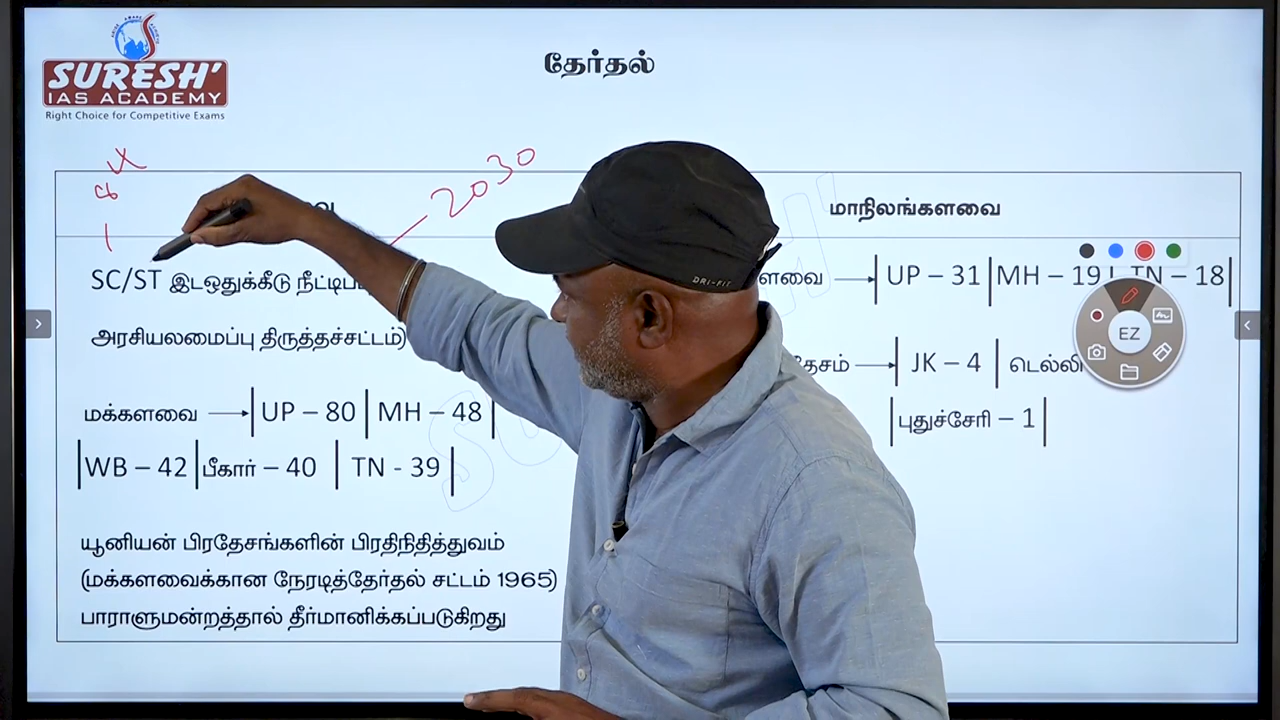 SURESH'
IAS ACADEMY
Right Choice for Competitive Exams
தேர்தல்
2030
மாநிலங்களவை
SC/ST இடஒதுக்கீடு
UP – 31 | MH – 19 | TN – 18 |
அரசியலமைப்பு திருத்தச்சட்டம்)
JK – 4 | டெல்லி
மக்களவை → | UP – 80 | MH – 48 |
| புதுச்சேரி – 1 |
| WB – 42 | பீகார் – 40 | TN - 39 |
யூனியன் பிரதேசங்களின் பிரதிநிதித்துவம்
(மக்களவைக்கான நேரடித்தேர்தல் சட்டம் 1965)
பாராளுமன்றத்தால் தீர்மானிக்கப்படுகிறது
EZ
DRI-FIT